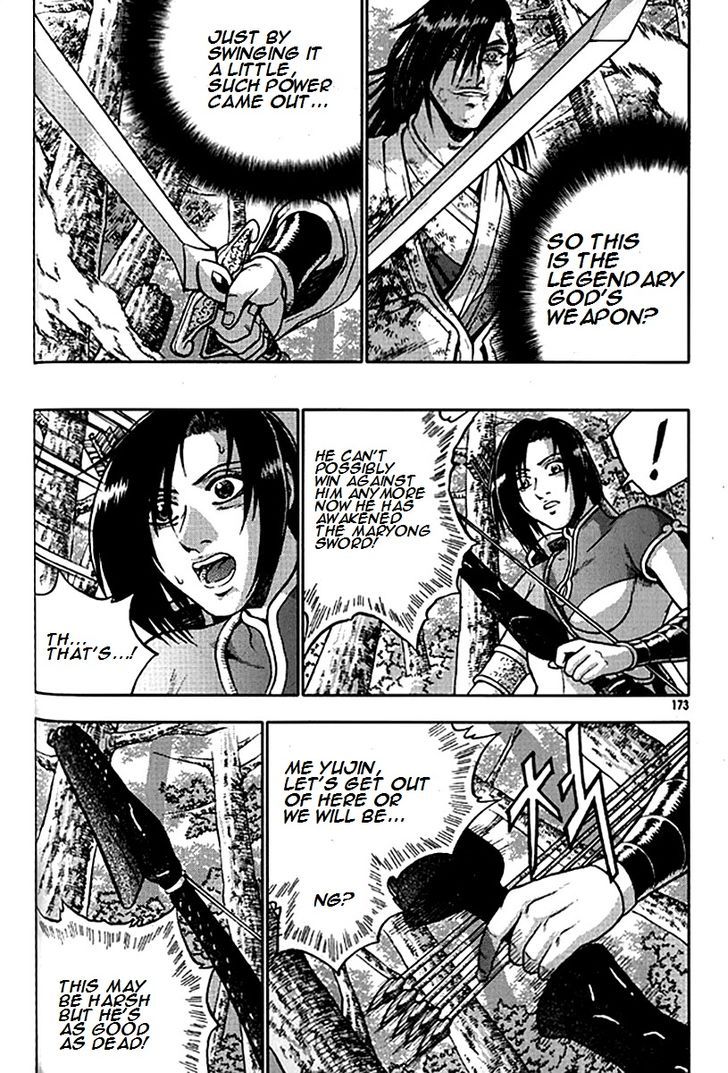 JUST BY
SWINGING IT
A LITTLE,
SUCH POWER
CAME OUT...
SO THIS
IS THE
LEGENDARY
GOD'S
WEAPON?
TH...
THAT'S...!
HE CAN'T
POSSIBLY
WIN AGAINST
HIM ANYMORE
NOW HE HAS
AWAKENED
THE MARYONG
SWORD!
!
173
THIS MAY
BE HARSH
BUT HE'S
AS GOOD
AS DEAD!
ME YUJIN,
LET'S GET OUT
OF HERE OR
WE WILL BE...
NG?